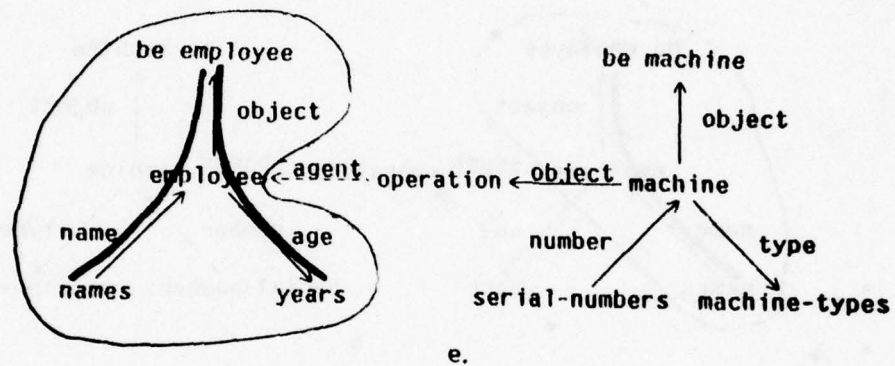 be employee
be machine
object
object
employee agent operation object machine
name
age
number
type
names
years
serial-numbers
machine-types
e.